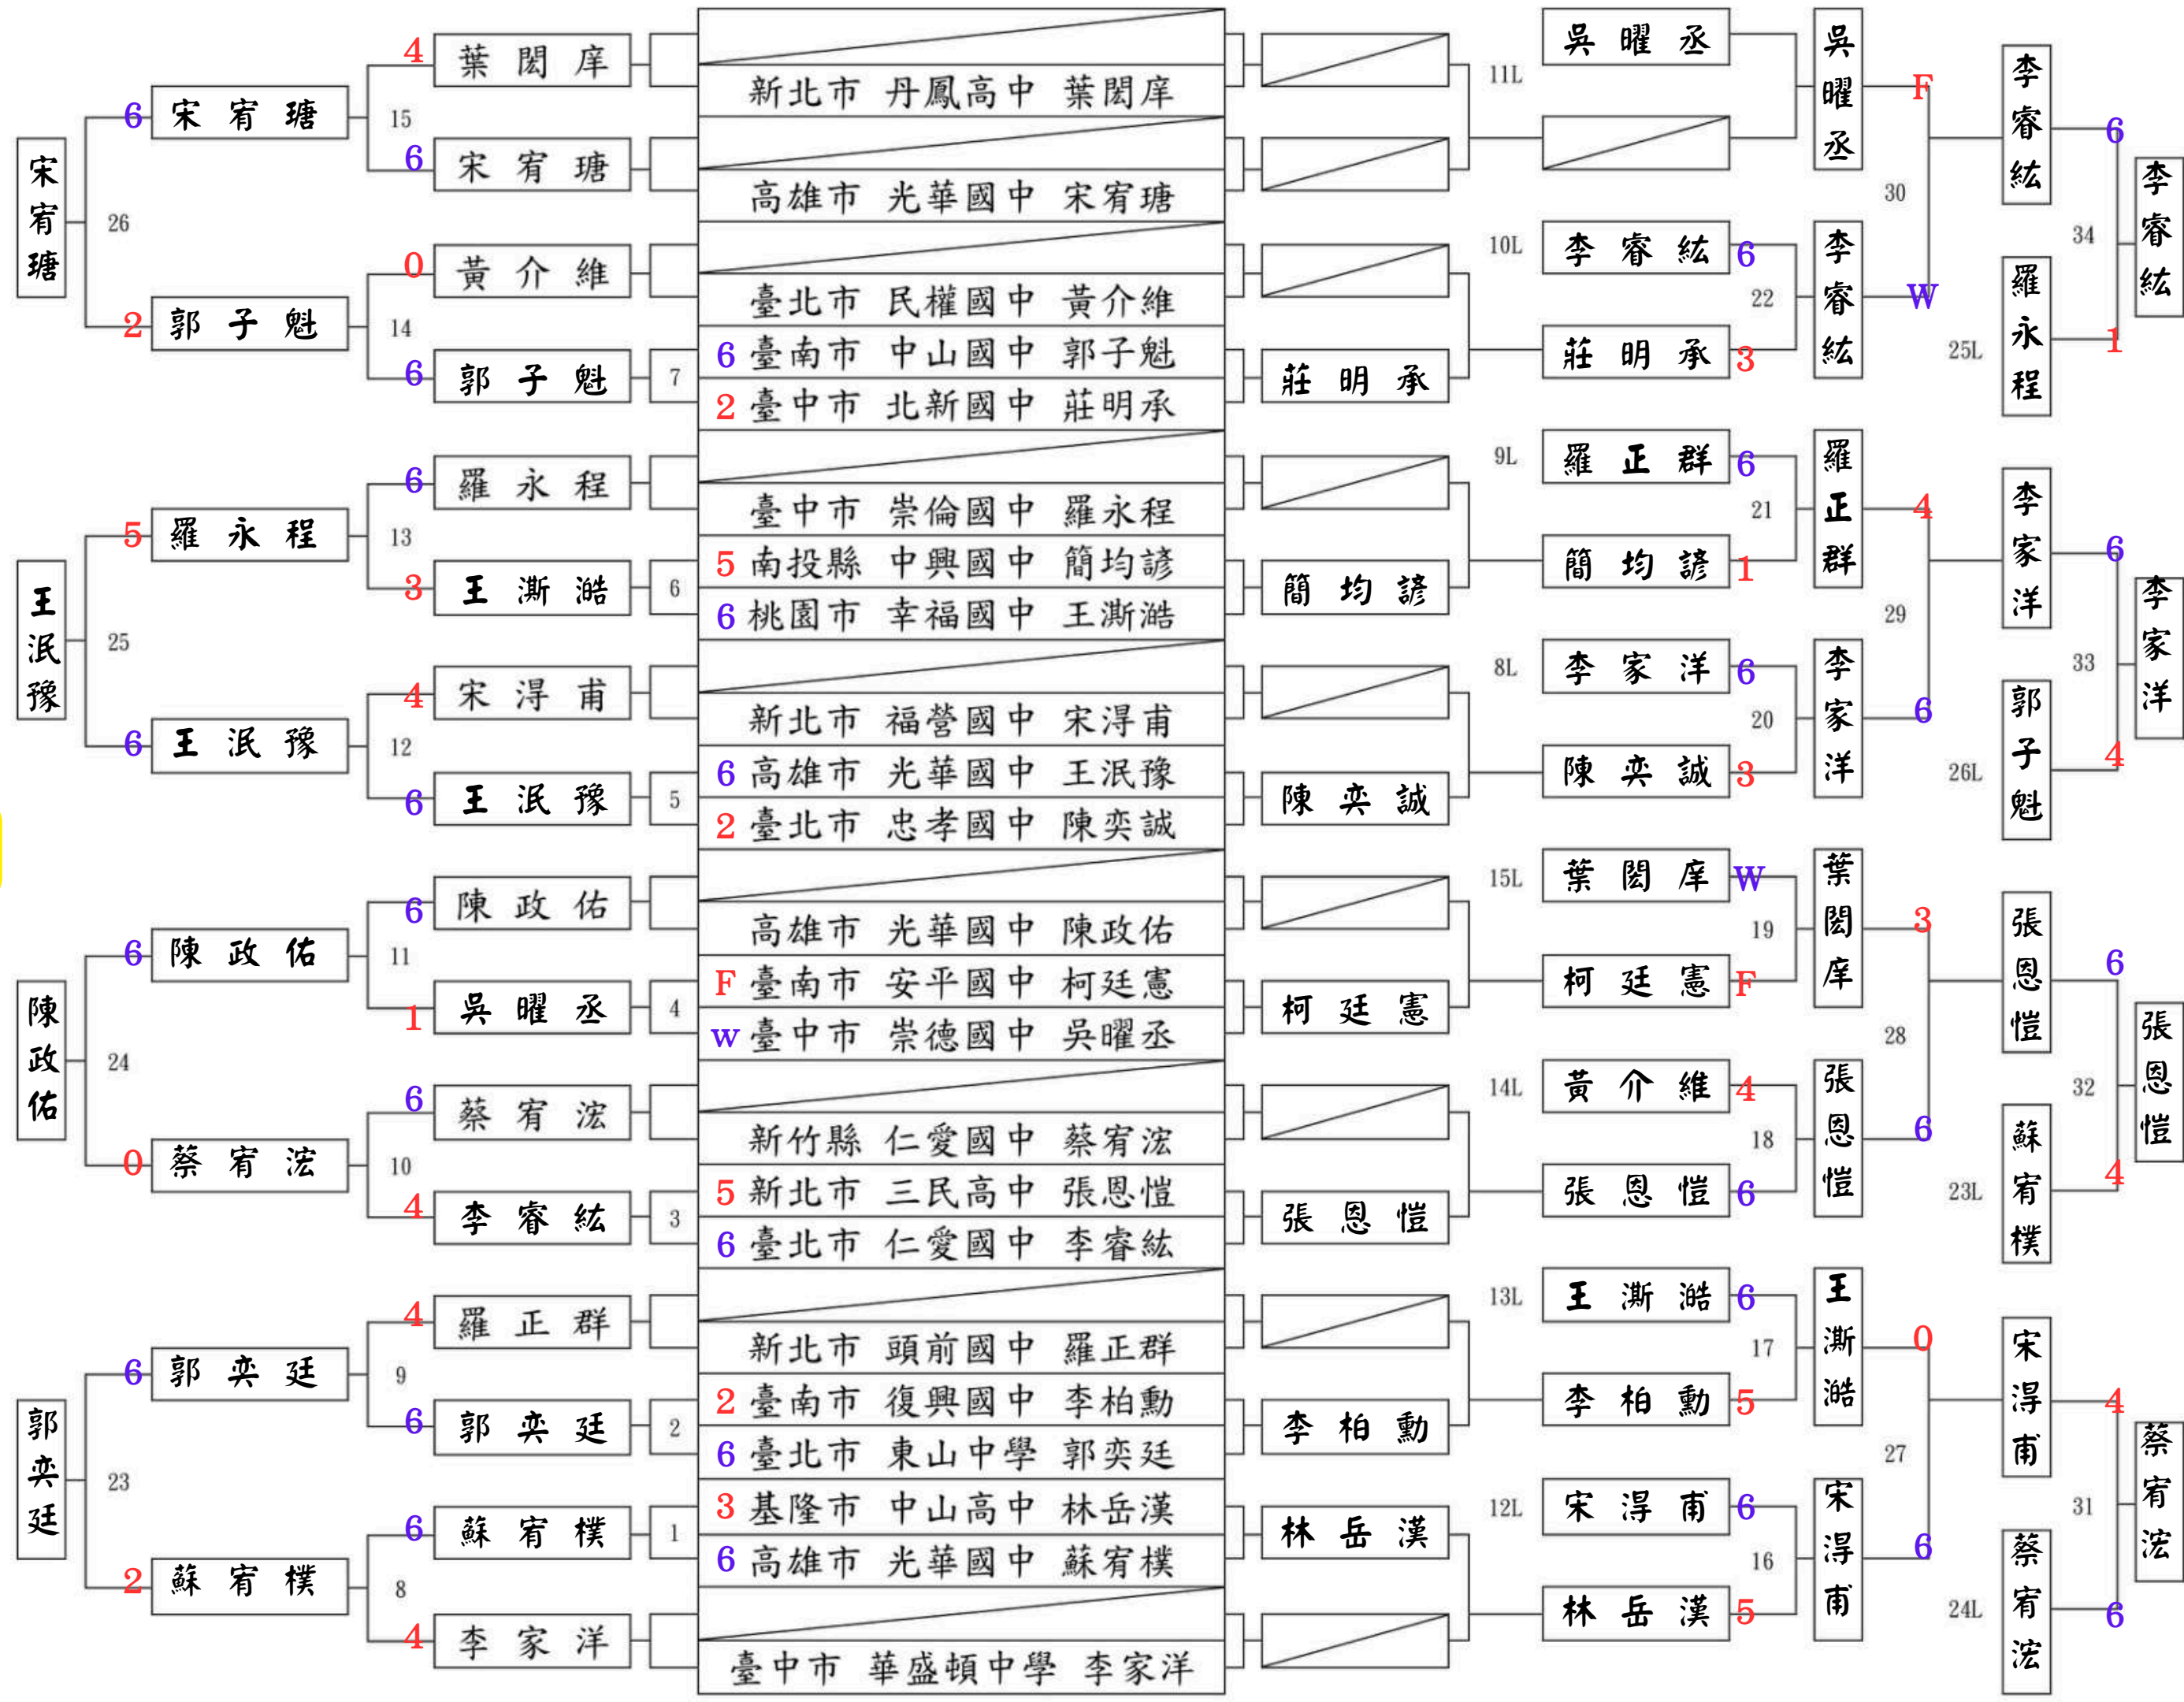 4 葉閎庠
6 宋宥瑭
15
6 宋宥瑭
宋宥瑭
26
0 黃介維
2 郭子魁
14
6 郭子魁 7
6 羅永程
5 羅永程
13
3 王澌澔 6
王泯豫
25
4 宋淂甫
6 王泯豫
12
6 王泯豫 5
6 陳政佑
6 陳政佑
11
1 吳曜丞 4
陳政佑
24
6 蔡宥浤
0 蔡宥浤
10
4 李睿紘 3
4 羅正群
6 郭奕廷
9
6 郭奕廷 2
郭奕廷
23
6 蘇宥樸 1
2 蘇宥樸
8
4 李家洋
新北市 丹鳳高中 葉閎庠
高雄市 光華國中 宋宥瑭
臺北市 民權國中 黃介維
6 臺南市 中山國中 郭子魁
2 臺中市 北新國中 莊明承
臺中市 崇倫國中 羅永程
5 南投縣 中興國中 簡均諺
6 桃園市 幸福國中 王澌澔
新北市 福營國中 宋淂甫
6 高雄市 光華國中 王泯豫
2 臺北市 忠孝國中 陳奕誠
高雄市 光華國中 陳政佑
F 臺南市 安平國中 柯廷憲
W 臺中市 崇德國中 吳曜丞
新竹縣 仁愛國中 蔡宥浤
5 新北市 三民高中 張恩愷
6 臺北市 仁愛國中 李睿紘
新北市 頭前國中 羅正群
2 臺南市 復興國中 李柏勳
6 臺北市 東山中學 郭奕廷
3 基隆市 中山高中 林岳漢
6 高雄市 光華國中 蘇宥樸
臺中市 華盛頓中學 李家洋
莊明承
簡均諺
陳奕誠
柯廷憲
張恩愷
李柏勳
林岳漢
11L 吳曜丞
10L 李睿紘 6
22
莊明承 3
9L 羅正群 6
21
簡均諺 1
8L 李家洋 6
20
陳奕誠 3
15L 葉閎庠 W
19
柯廷憲 F
14L 黃介維 4
18
張恩愷 6
13L 王澌澔 6
17
李柏勳 5
12L 宋淂甫 6
16
林岳漢 5
吳曜丞 F
30
李睿紘 W
羅正群 4
29
李家洋 6
葉閎庠 3
28
張恩愷 6
王澌澔 0
27
宋淂甫 6
李睿紘 6
34
25L 羅永程 1
李睿紘
李家洋 6
33
26L 郭子魁 4
李家洋
張恩愷 6
32
23L 蘇宥樸 4
張恩愷
宋淂甫 4
31
24L 蔡宥浤 6
蔡宥浤